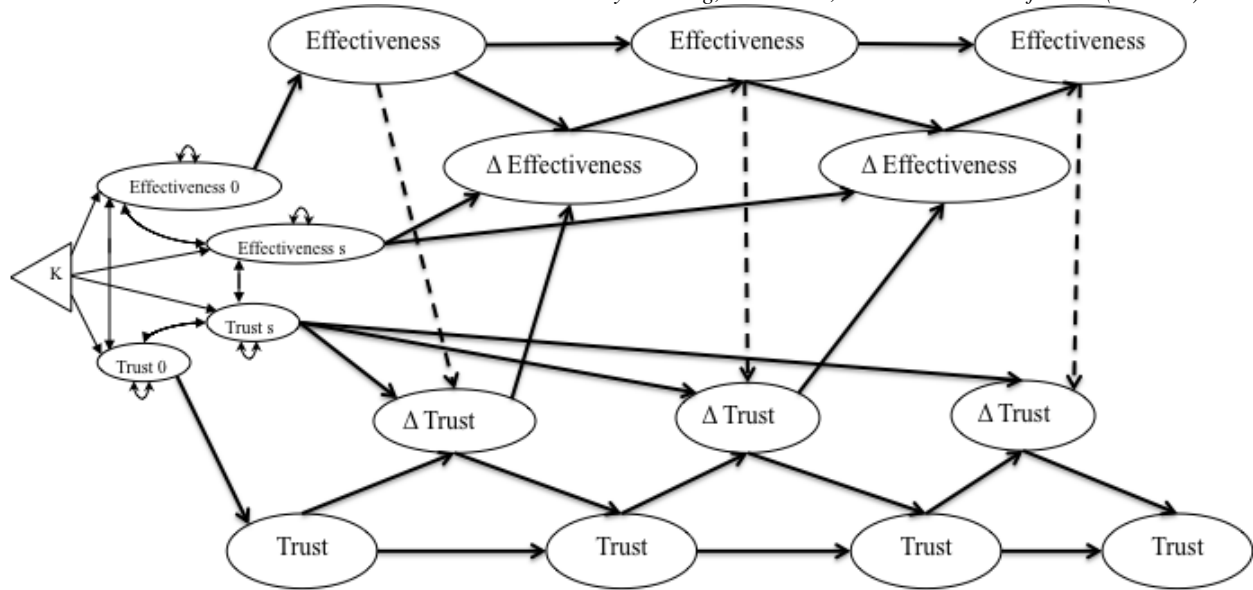 Effectiveness Effectiveness Effectiveness
Δ Effectiveness Δ Effectiveness
Effectiveness 0
Effectiveness s
K
Trust s
Trust 0
Δ Trust Δ Trust Δ Trust
Trust Trust Trust Trust